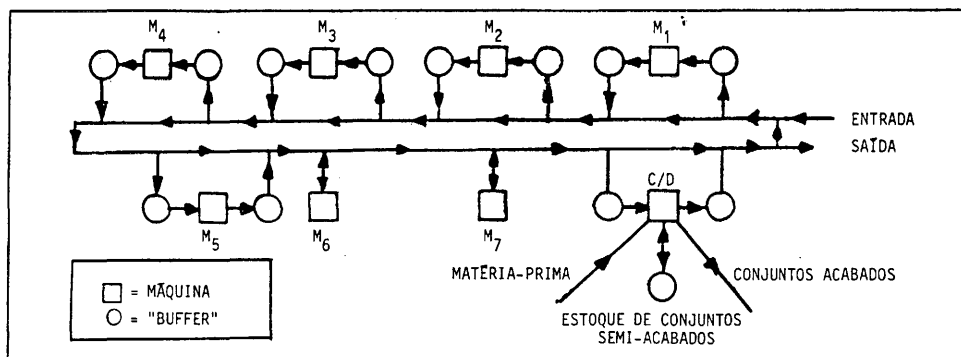 M4
M3
M2
M1
ENTRADA
SAÍDA
M5
M6
M7
C/D
MATÉRIA-PRIMA
CONJUNTOS ACABADOS
ESTOQUE DE CONJUNTOS
SEMI-ACABADOS
= MÁQUINA
= "BUFFER"